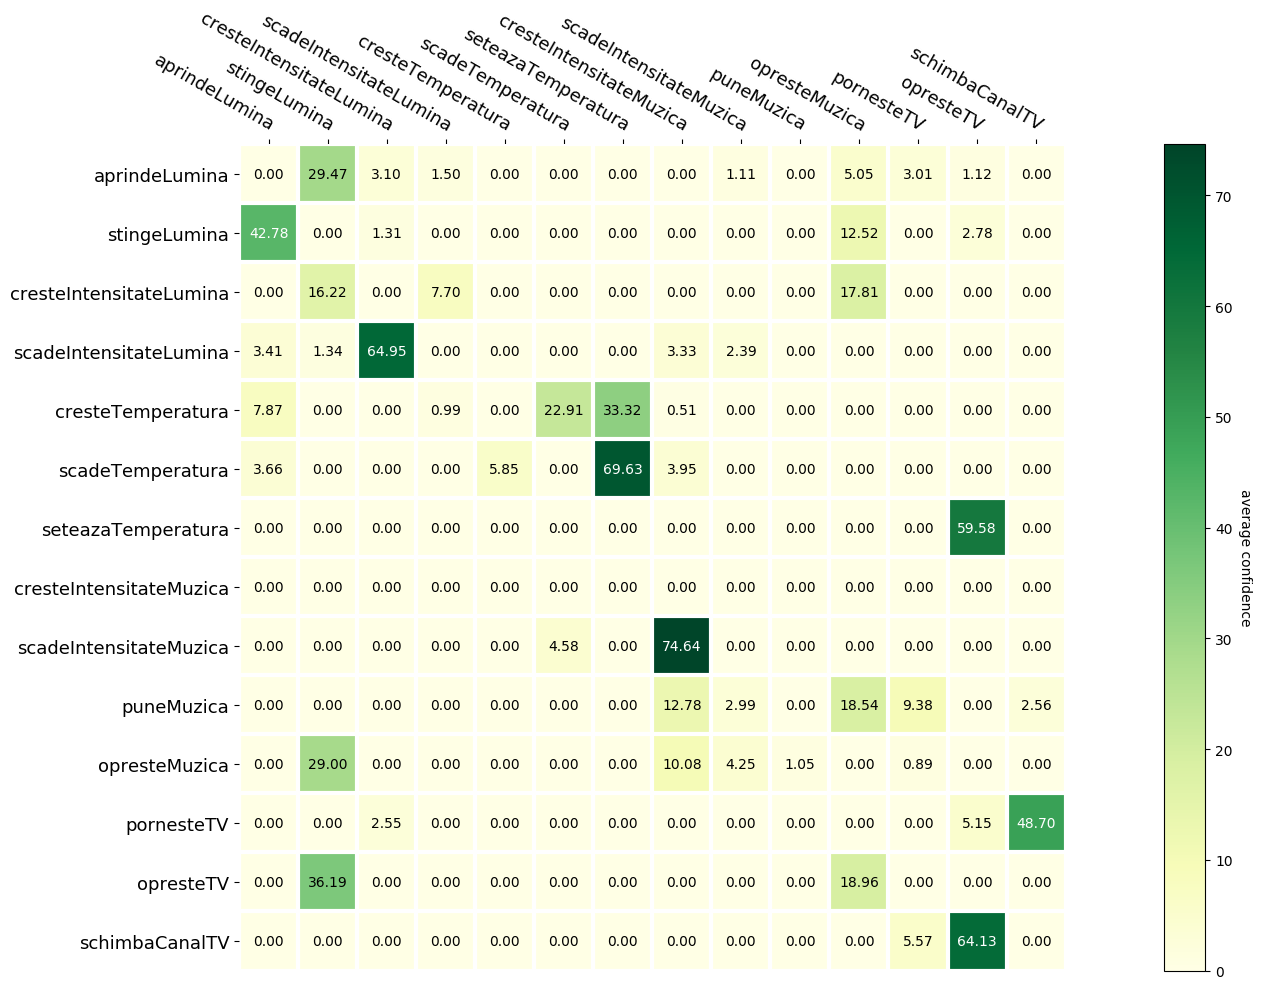 aprindeLumina
stingeLumina
cresteIntensitateLumina
scadeIntensitateLumina
cresteTemperatura
scadeTemperatura
seteazaTemperatura
cresteIntensitateMuzica
scadeIntensitateMuzica
puneMuzica
opresteMuzica
pornesteTV
opresteTV
schimbaCanalTV
aprindeLumina 0.00 29.47 3.10 1.50 0.00 0.00 0.00 0.00 1.11 0.00 5.05 3.01 1.12 0.00
stingeLumina 42.78 0.00 1.31 0.00 0.00 0.00 0.00 0.00 0.00 0.00 12.52 0.00 2.78 0.00
cresteIntensitateLumina 0.00 16.22 0.00 7.70 0.00 0.00 0.00 0.00 0.00 0.00 17.81 0.00 0.00 0.00
scadeIntensitateLumina 3.41 1.34 64.95 0.00 0.00 0.00 0.00 3.33 2.39 0.00 0.00 0.00 0.00 0.00
cresteTemperatura 7.87 0.00 0.00 0.99 0.00 22.91 33.32 0.51 0.00 0.00 0.00 0.00 0.00 0.00
scadeTemperatura 3.66 0.00 0.00 0.00 5.85 0.00 69.63 3.95 0.00 0.00 0.00 0.00 0.00 0.00
seteazaTemperatura 0.00 0.00 0.00 0.00 0.00 0.00 0.00 0.00 0.00 0.00 0.00 0.00 59.58 0.00
cresteIntensitateMuzica 0.00 0.00 0.00 0.00 0.00 0.00 0.00 0.00 0.00 0.00 0.00 0.00 0.00 0.00
scadeIntensitateMuzica 0.00 0.00 0.00 0.00 0.00 4.58 0.00 74.64 0.00 0.00 0.00 0.00 0.00 0.00
puneMuzica 0.00 0.00 0.00 0.00 0.00 0.00 0.00 12.78 2.99 0.00 18.54 9.38 0.00 2.56
opresteMuzica 0.00 29.00 0.00 0.00 0.00 0.00 0.00 10.08 4.25 1.05 0.00 0.89 0.00 0.00
pornesteTV 0.00 0.00 2.55 0.00 0.00 0.00 0.00 0.00 0.00 0.00 0.00 0.00 5.15 48.70
opresteTV 0.00 36.19 0.00 0.00 0.00 0.00 0.00 0.00 0.00 0.00 18.96 0.00 0.00 0.00
schimbaCanalTV 0.00 0.00 0.00 0.00 0.00 0.00 0.00 0.00 0.00 0.00 0.00 5.57 64.13 0.00
70
60
50
40
30
20
10
0
average confidence